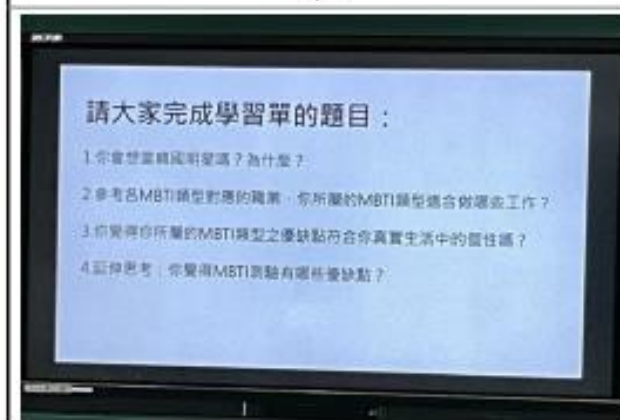 請大家完成學習單的題目：
1.你會想當韓國明星嗎？為什麼？
2.參考各MBTI類型對應的職業，你所屬的MBTI類型適合做哪些工作？
3.你覺得你所屬的MBTI類型之優缺點符合你真實生活中的個性嗎？
4.延伸思考：你覺得MBTI測驗有哪些優缺點？